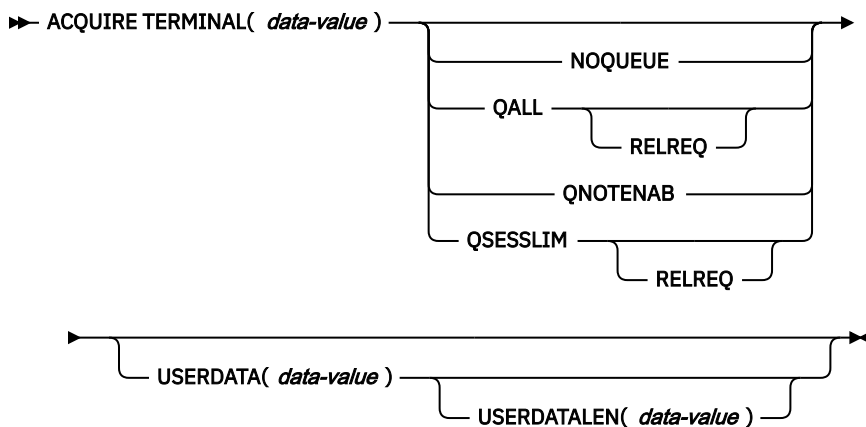 ACQUIRE TERMINAL( data-value )
NOQUEUE
QALL
RELREQ
QNOTENAB
QSESSLIM
RELREQ
USERDATA( data-value )
USERDATALEN( data-value )